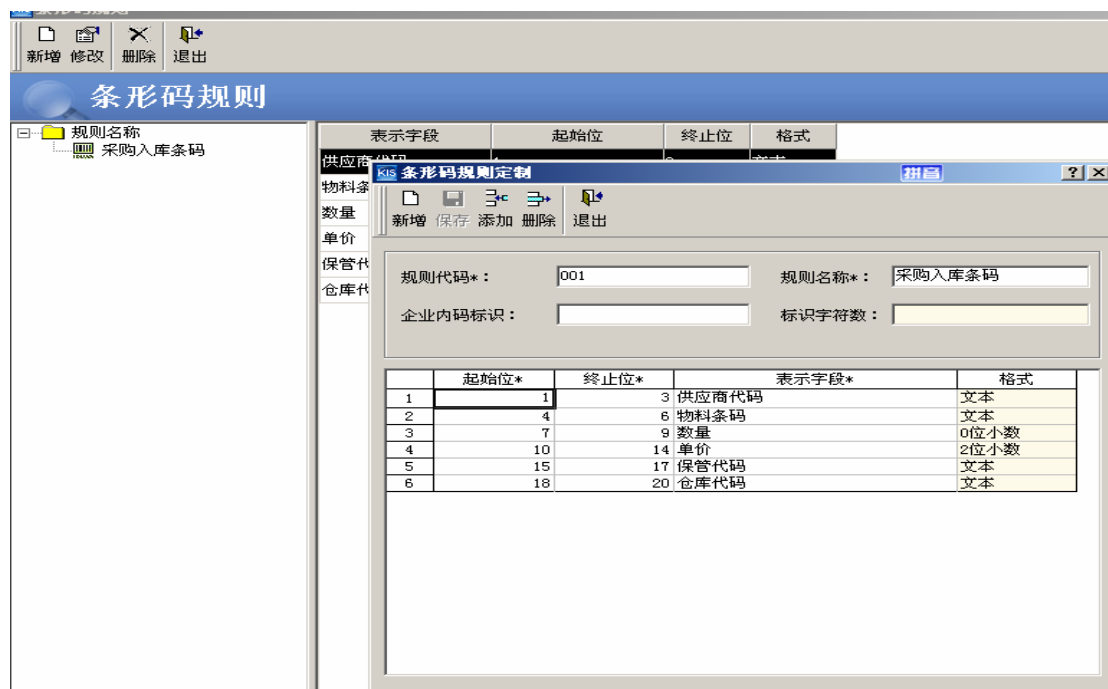 新增 修改 删除 退出
条形码规则
规则名称
采购入库条码
表示字段 起始位 终止位 格式
物料条
数量
单价
保管代
仓库代
KIS 条形码规则定制 拼音 ? ×
新增 保存 添加 删除 退出
规则代码*： 001 规则名称*： 采购入库条码
企业内码标识： 标识字符数：
起始位* 终止位* 表示字段* 格式
1 1 3 供应商代码 文本
2 4 6 物料条码 文本
3 7 9 数量 0位小数
4 10 14 单价 2位小数
5 15 17 保管代码 文本
6 18 20 仓库代码 文本